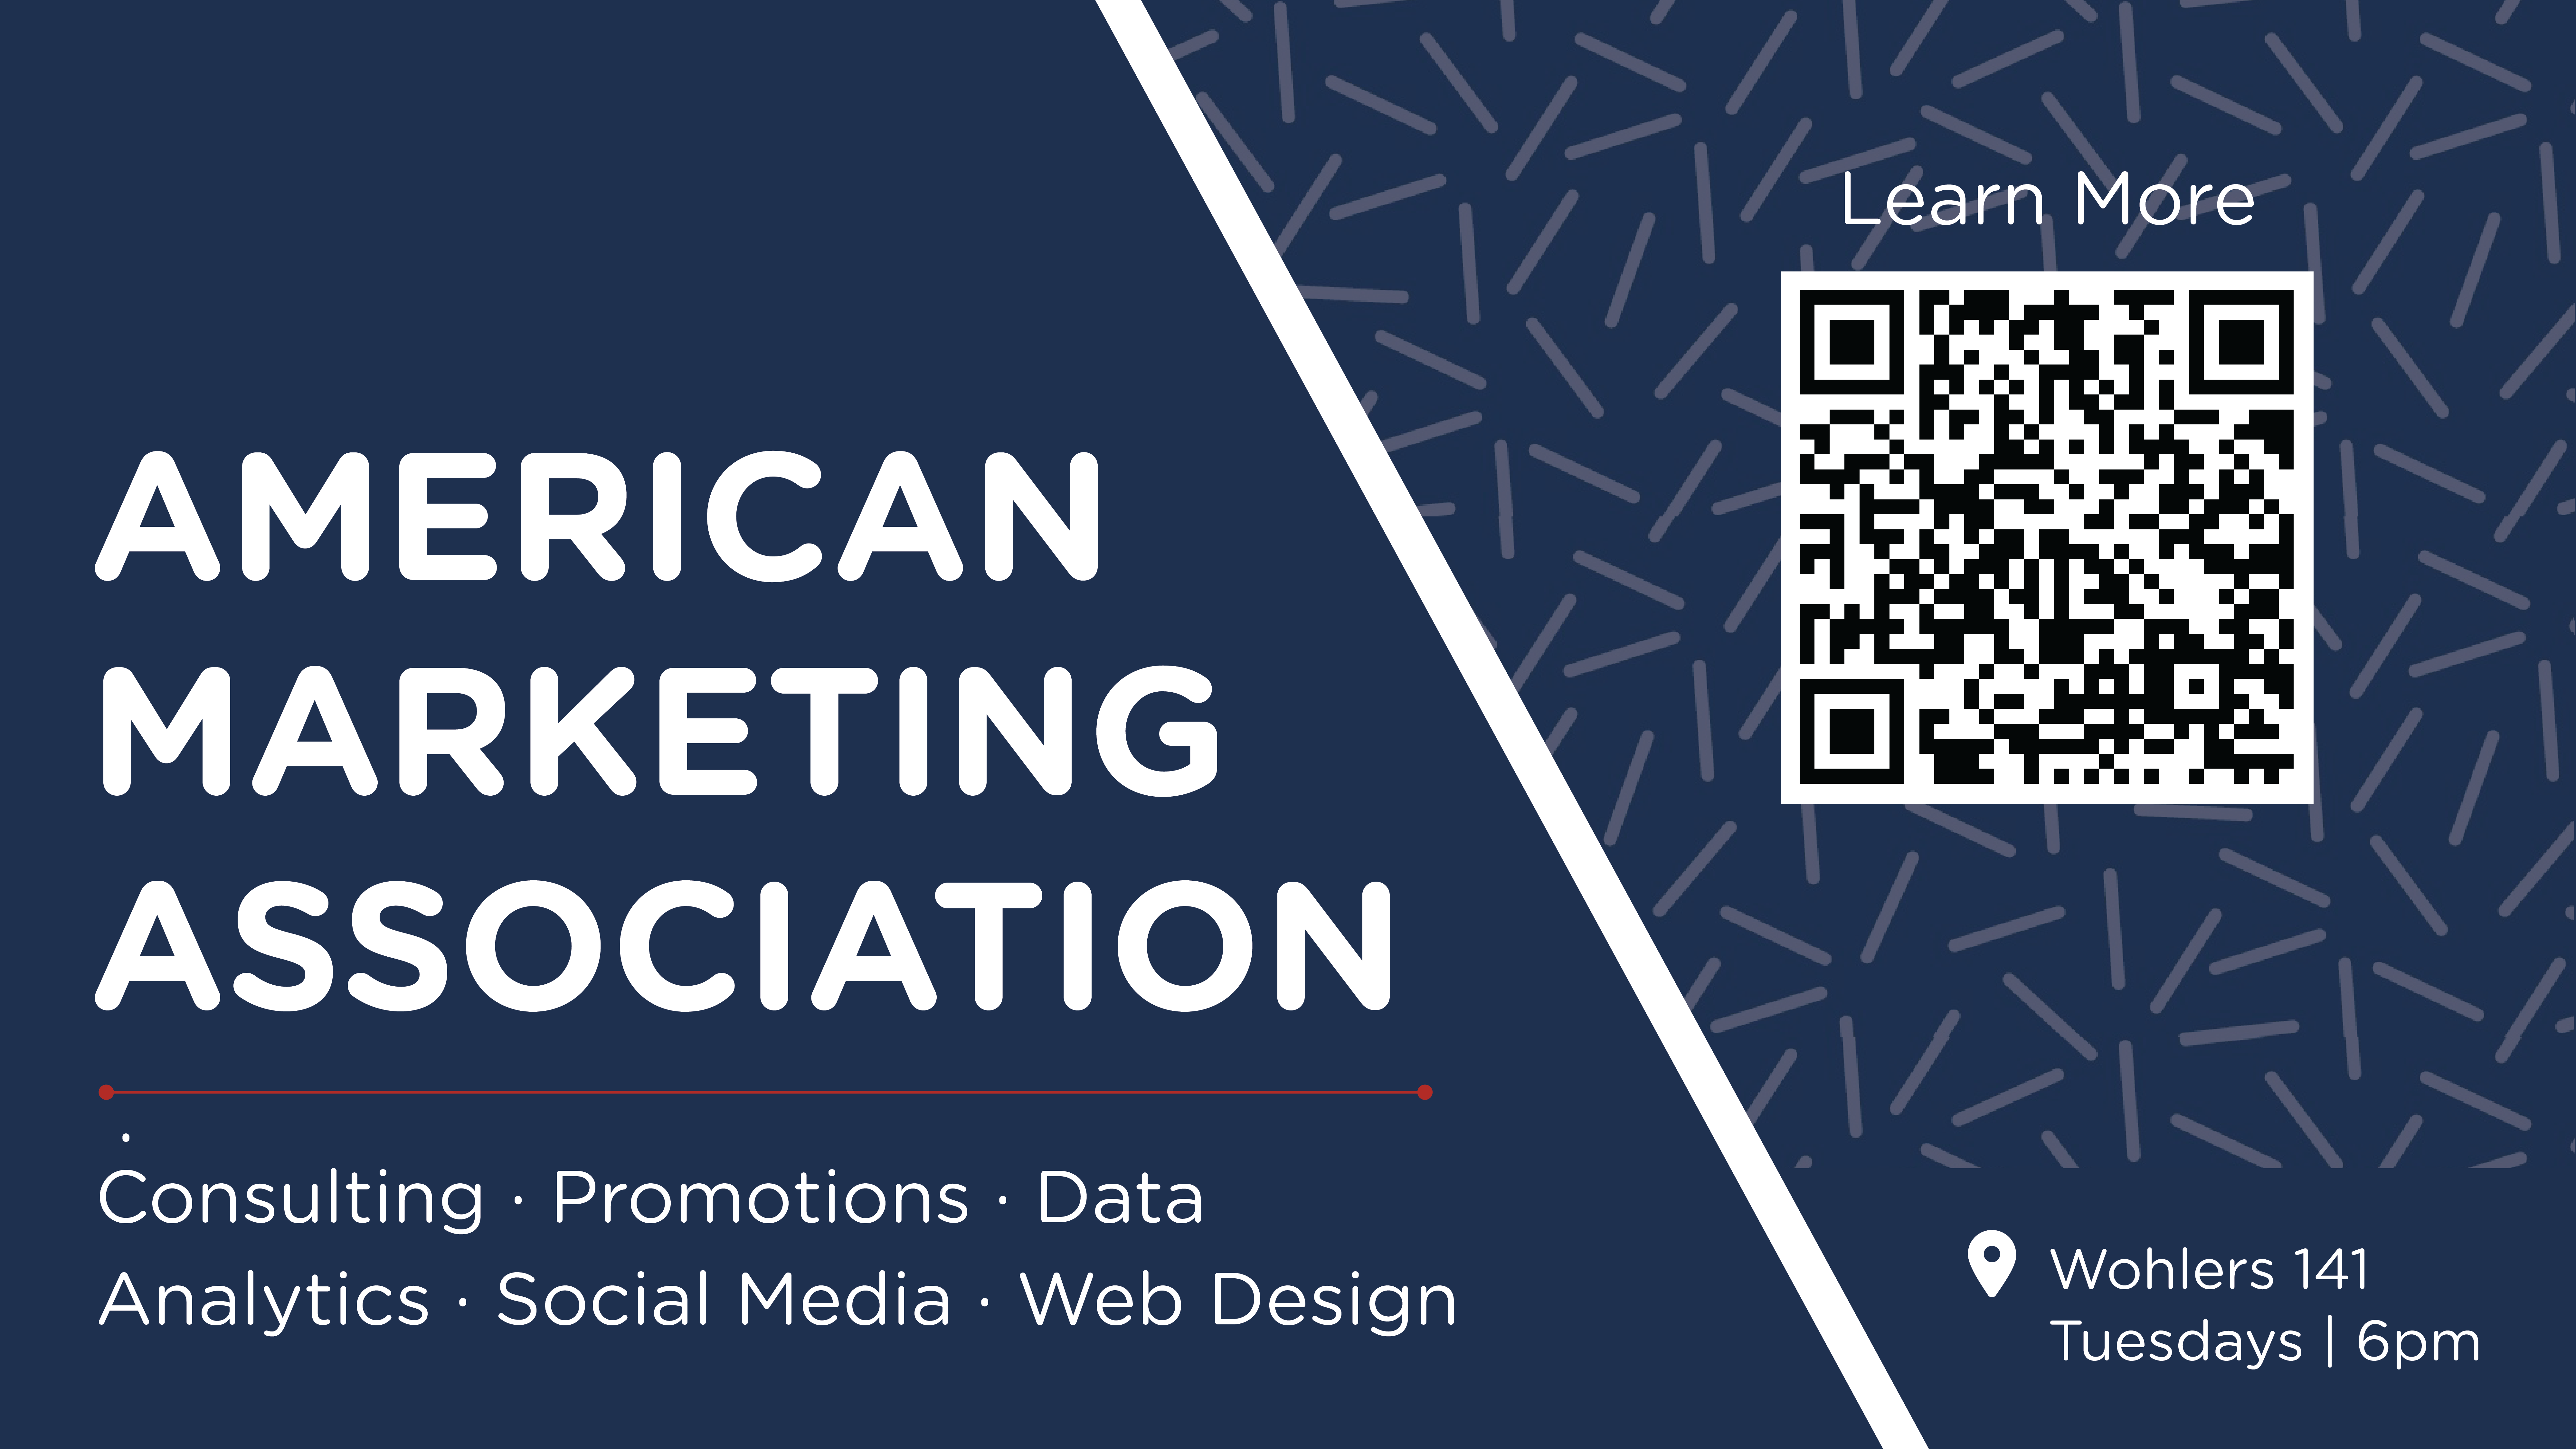 AMERICAN
MARKETING
ASSOCIATION
·
Consulting · Promotions · Data
Analytics · Social Media · Web Design
Learn More
Wohlers 141
Tuesdays | 6pm